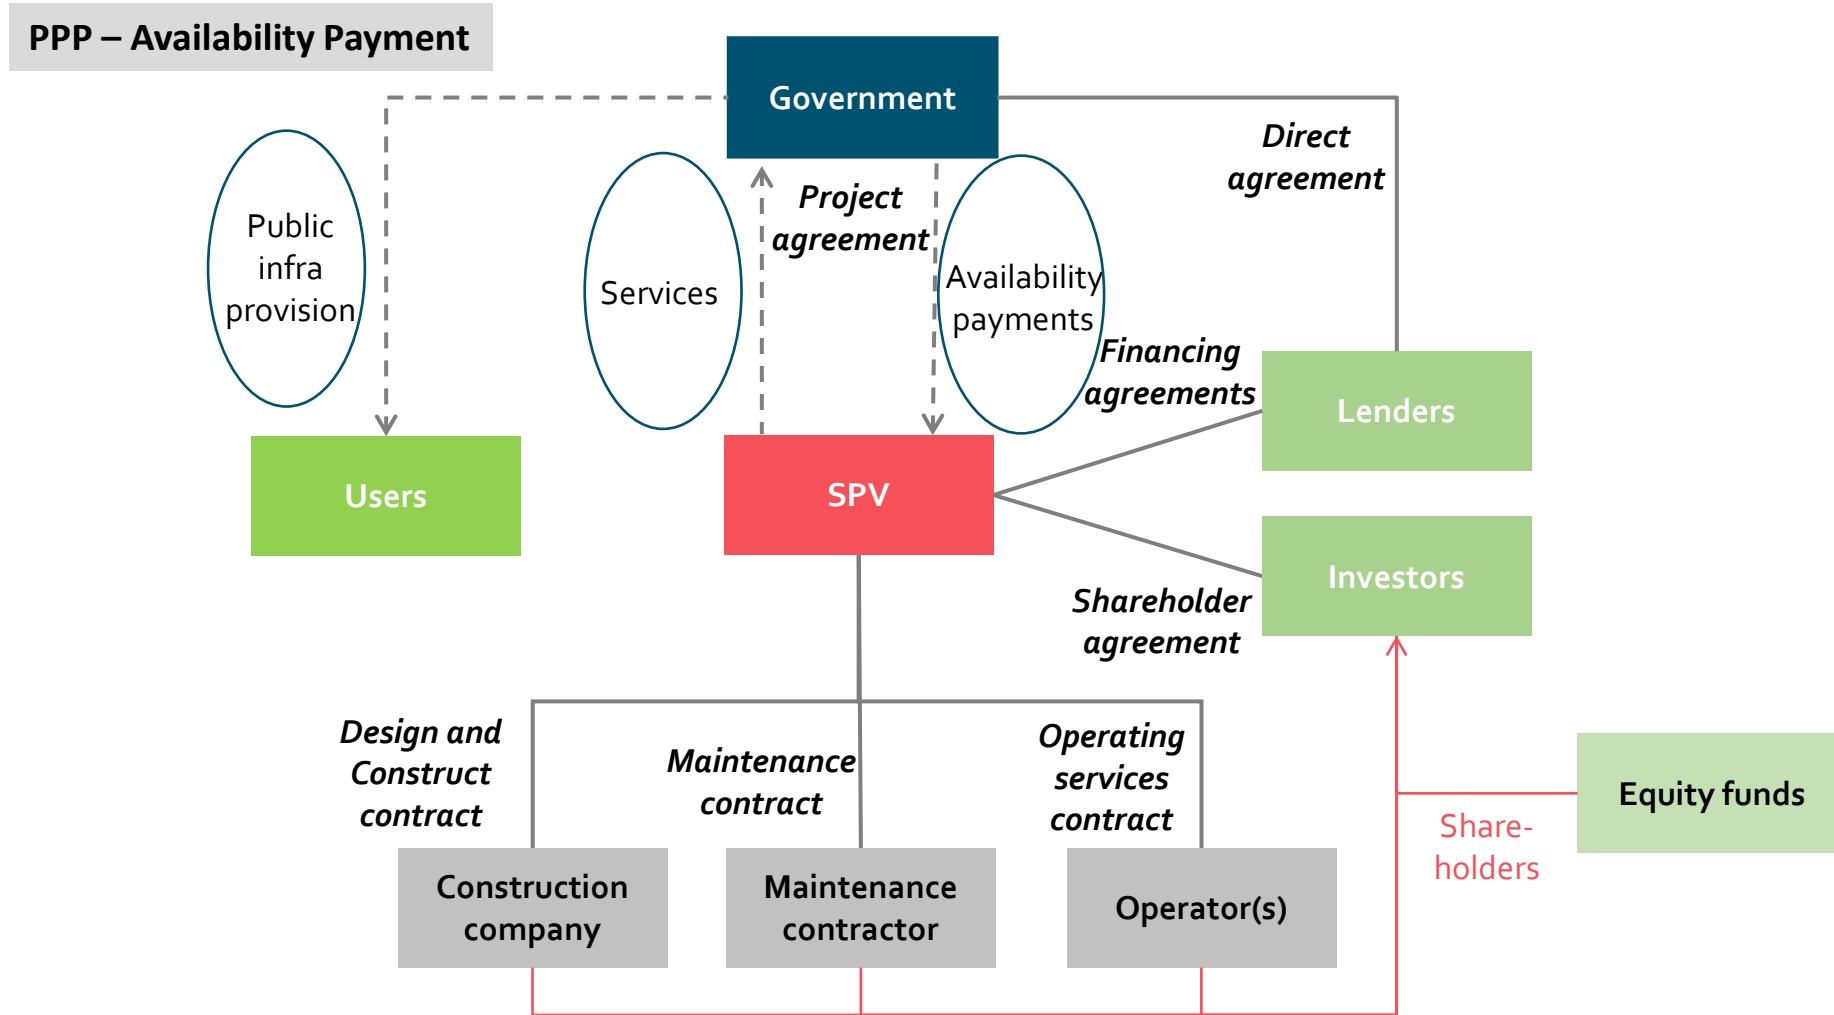 PPP – Availability Payment
Government
Direct
agreement
Project
agreement
Public
infra
provision
Services
Availability
payments
Financing
agreements
Lenders
Users
SPV
Investors
Shareholder
agreement
Design and
Construct
contract
Maintenance
contract
Operating
services
contract
Equity funds
Share-
holders
Construction
company
Maintenance
contractor
Operator(s)